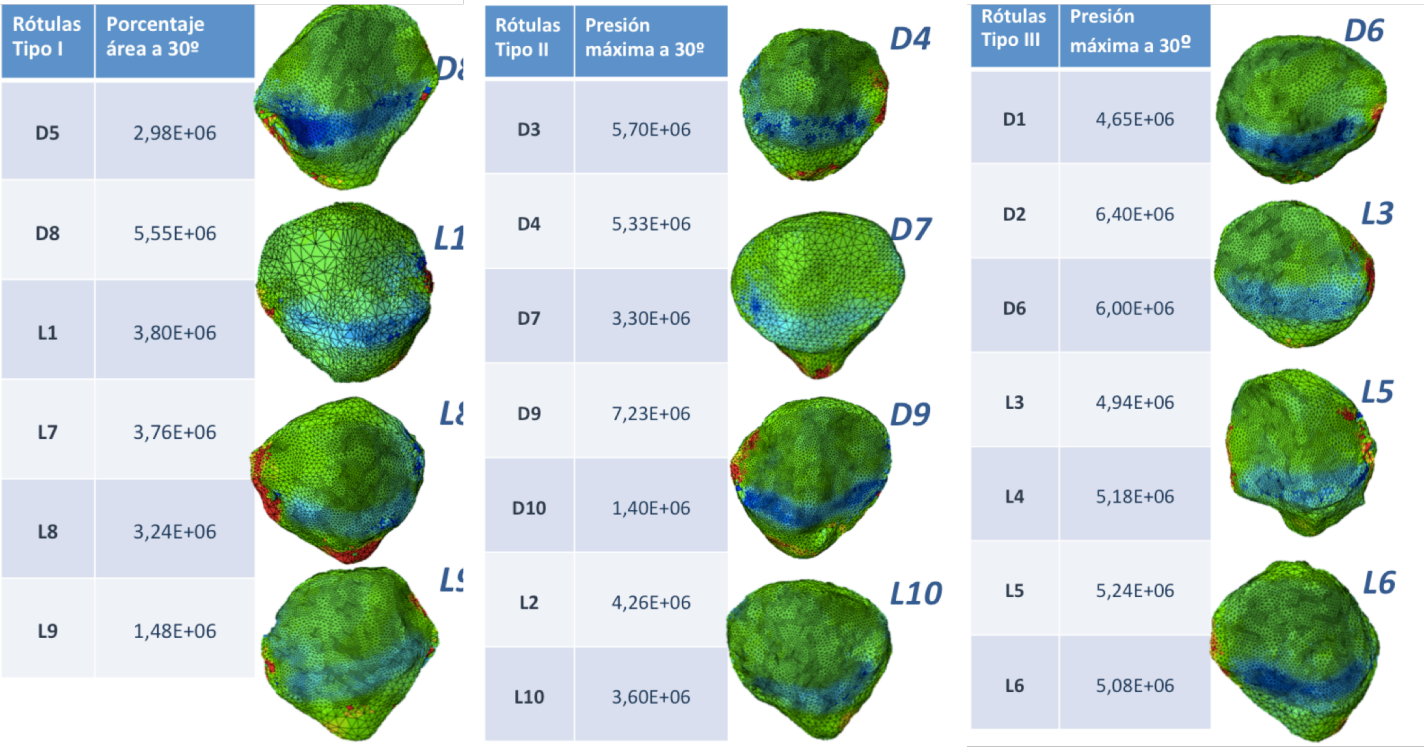 Rótulas Tipo I Porcentaje área a 30º
D5 2,98E+06
D8 5,55E+06
L1 3,80E+06
L7 3,76E+06
L8 3,24E+06
L9 1,48E+06
D8
L1
L8
L9
Rótulas Tipo II Presión máxima a 30º
D3 5,70E+06
D4 5,33E+06
D7 3,30E+06
D9 7,23E+06
D10 1,40E+06
L2 4,26E+06
L10 3,60E+06
D4
D7
D9
L10
Rótulas Tipo III Presión máxima a 30º
D1 4,65E+06
D2 6,40E+06
D6 6,00E+06
L3 4,94E+06
L4 5,18E+06
L5 5,24E+06
L6 5,08E+06
D6
L3
L5
L6